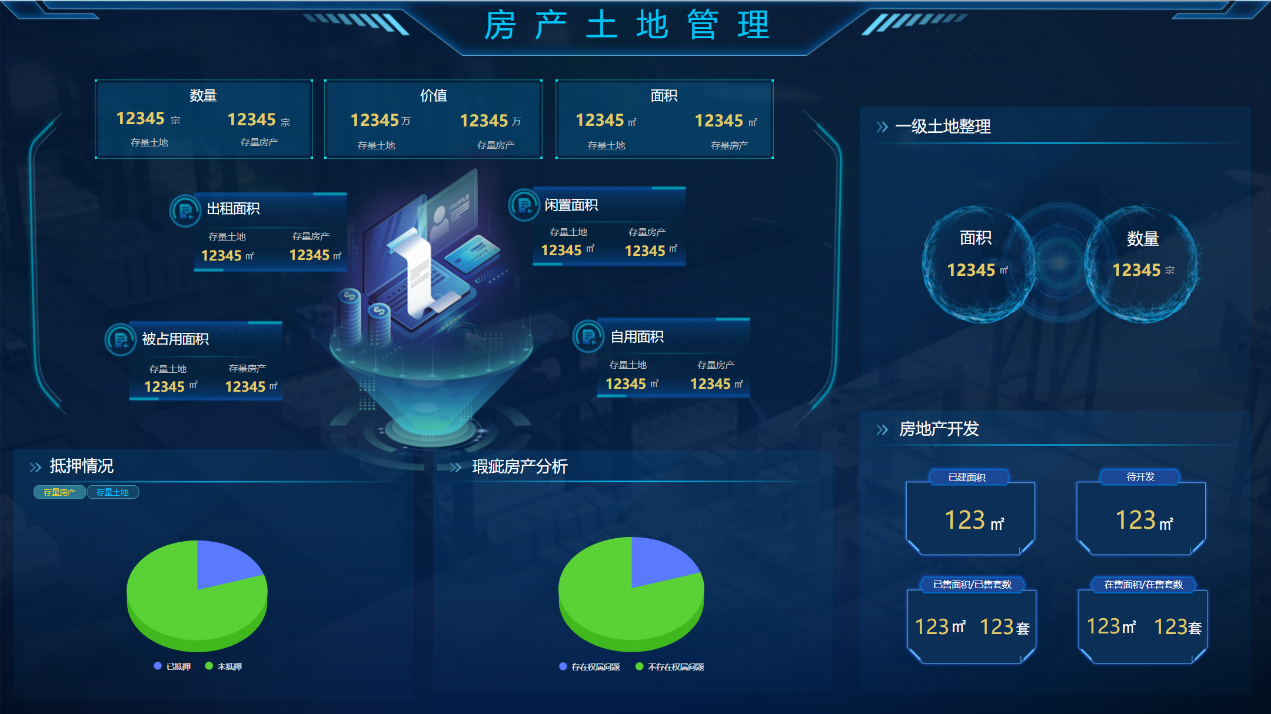 房产土地管理
数量
12345 宗
12345 宗
存量土地
存量房产
价值
12345 万
12345 万
存量土地
存量房产
面积
12345 ㎡
12345 ㎡
存量土地
存量房产
出租面积
存量土地
存量房产
12345 ㎡
12345 ㎡
PROFILE
闲置面积
存量土地
存量房产
12345 ㎡
12345 ㎡
被占用面积
存量土地
存量房产
12345 ㎡
12345 ㎡
自用面积
存量土地
存量房产
12345 ㎡
12345 ㎡
一级土地整理
面积
12345 ㎡
数量
12345 宗
抵押情况
存量房产
存量土地
已抵押
未抵押
瑕疵房产分析
存在权属问题
不存在权属问题
房地产开发
已建面积
123 ㎡
待开发
123 ㎡
已售面积/已售套数
123 ㎡ 123 套
在售面积/在售套数
123 ㎡ 123 套